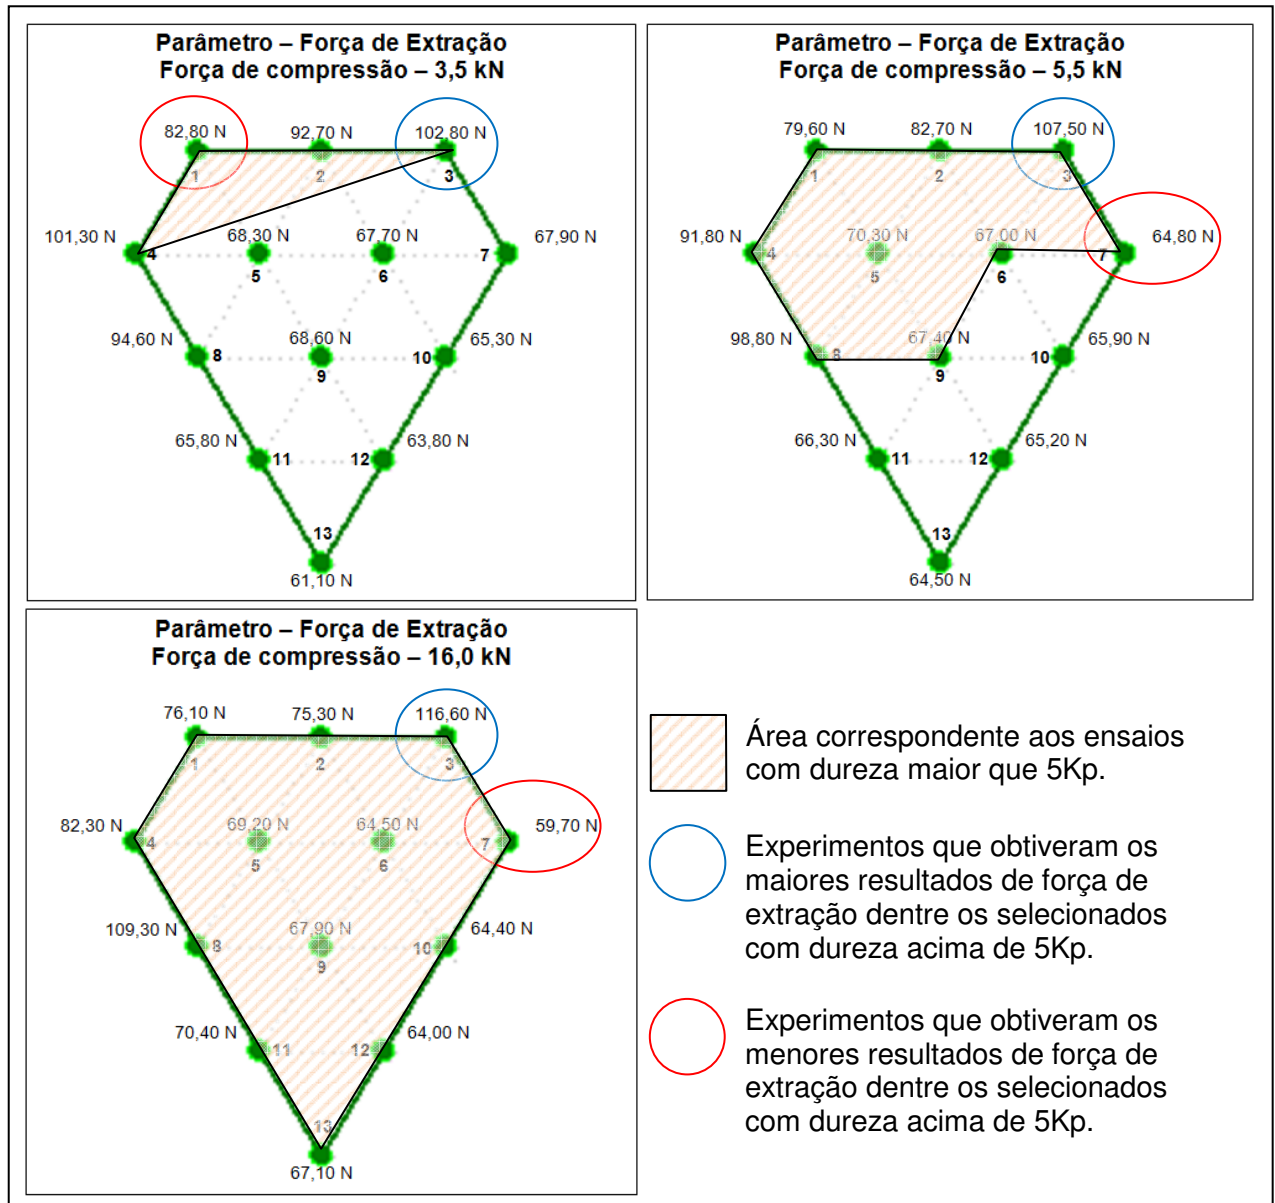 Parâmetro – Força de Extração
Força de compressão – 3,5 kN
82,80 N 92,70 N 102,80 N
1 2 3
101,30 N 68,30 N 67,70 N 67,90 N
4 5 6 7
94,60 N 68,60 N 65,30 N
8 9 10
65,80 N 63,80 N
11 12
13
61,10 N
Parâmetro – Força de Extração
Força de compressão – 5,5 kN
79,60 N 82,70 N 107,50 N
1 2 3
91,80 N 70,30 N 67,00 N 64,80 N
4 5 6 7
98,80 N 67,40 N 65,90 N
8 9 10
66,30 N 65,20 N
11 12
13
64,50 N
Parâmetro – Força de Extração
Força de compressão – 16,0 kN
76,10 N 75,30 N 116,60 N
1 2 3
82,30 N 69,20 N 64,50 N 59,70 N
4 5 6 7
109,30 N 67,90 N 64,40 N
8 9 10
70,40 N 64,00 N
11 12
13
67,10 N
Área correspondente aos ensaios
com dureza maior que 5Kp.
Experimentos que obtiveram os
maiores resultados de força de
extração dentre os selecionados
com dureza acima de 5Kp.
Experimentos que obtiveram os
menores resultados de força de
extração dentre os selecionados
com dureza acima de 5Kp.